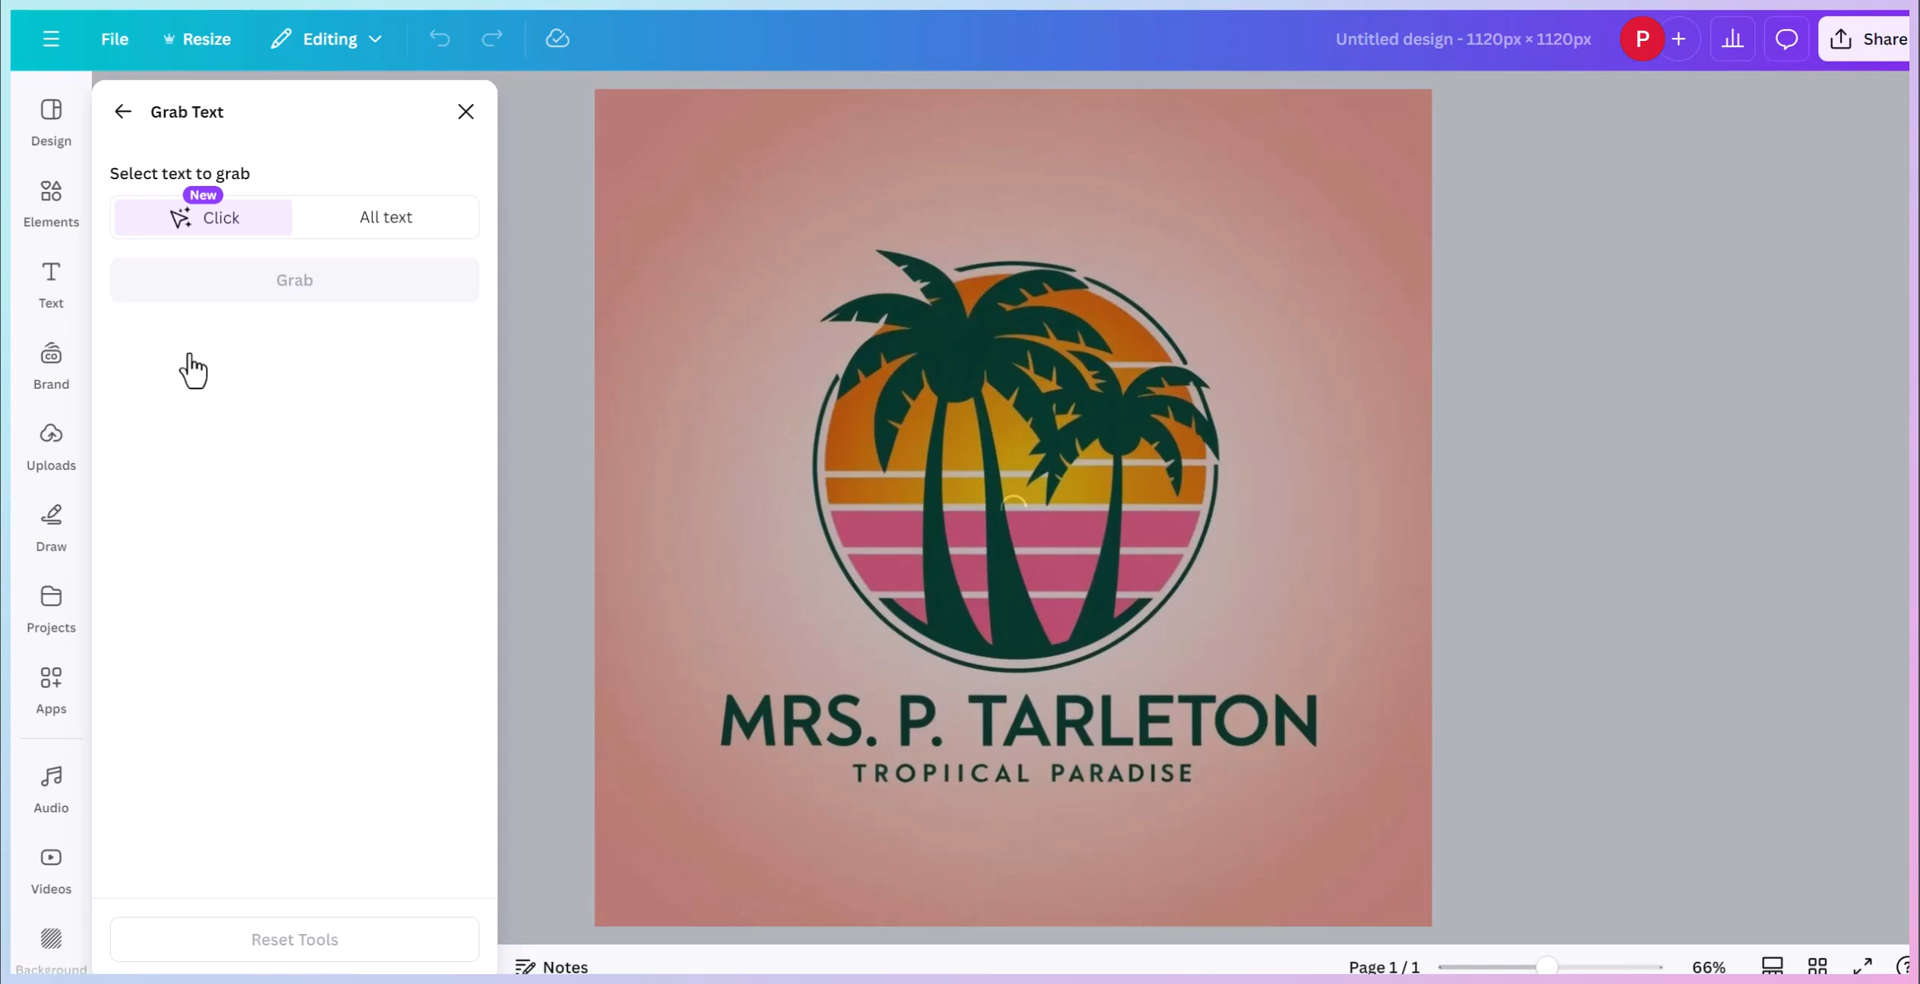 File
Resize
Editing
Untitled design - 1120px × 1120px
P
+
Share
Design
Elements
Text
CO
Brand
Uploads
Draw
Projects
Apps
Audio
Videos
Background
Grab Text
Select text to grab
New
Click
All text
Grab
Reset Tools
MRS. P. TARLETON
TROPIICAL PARADISE
Notes
Page 1 / 1
66%